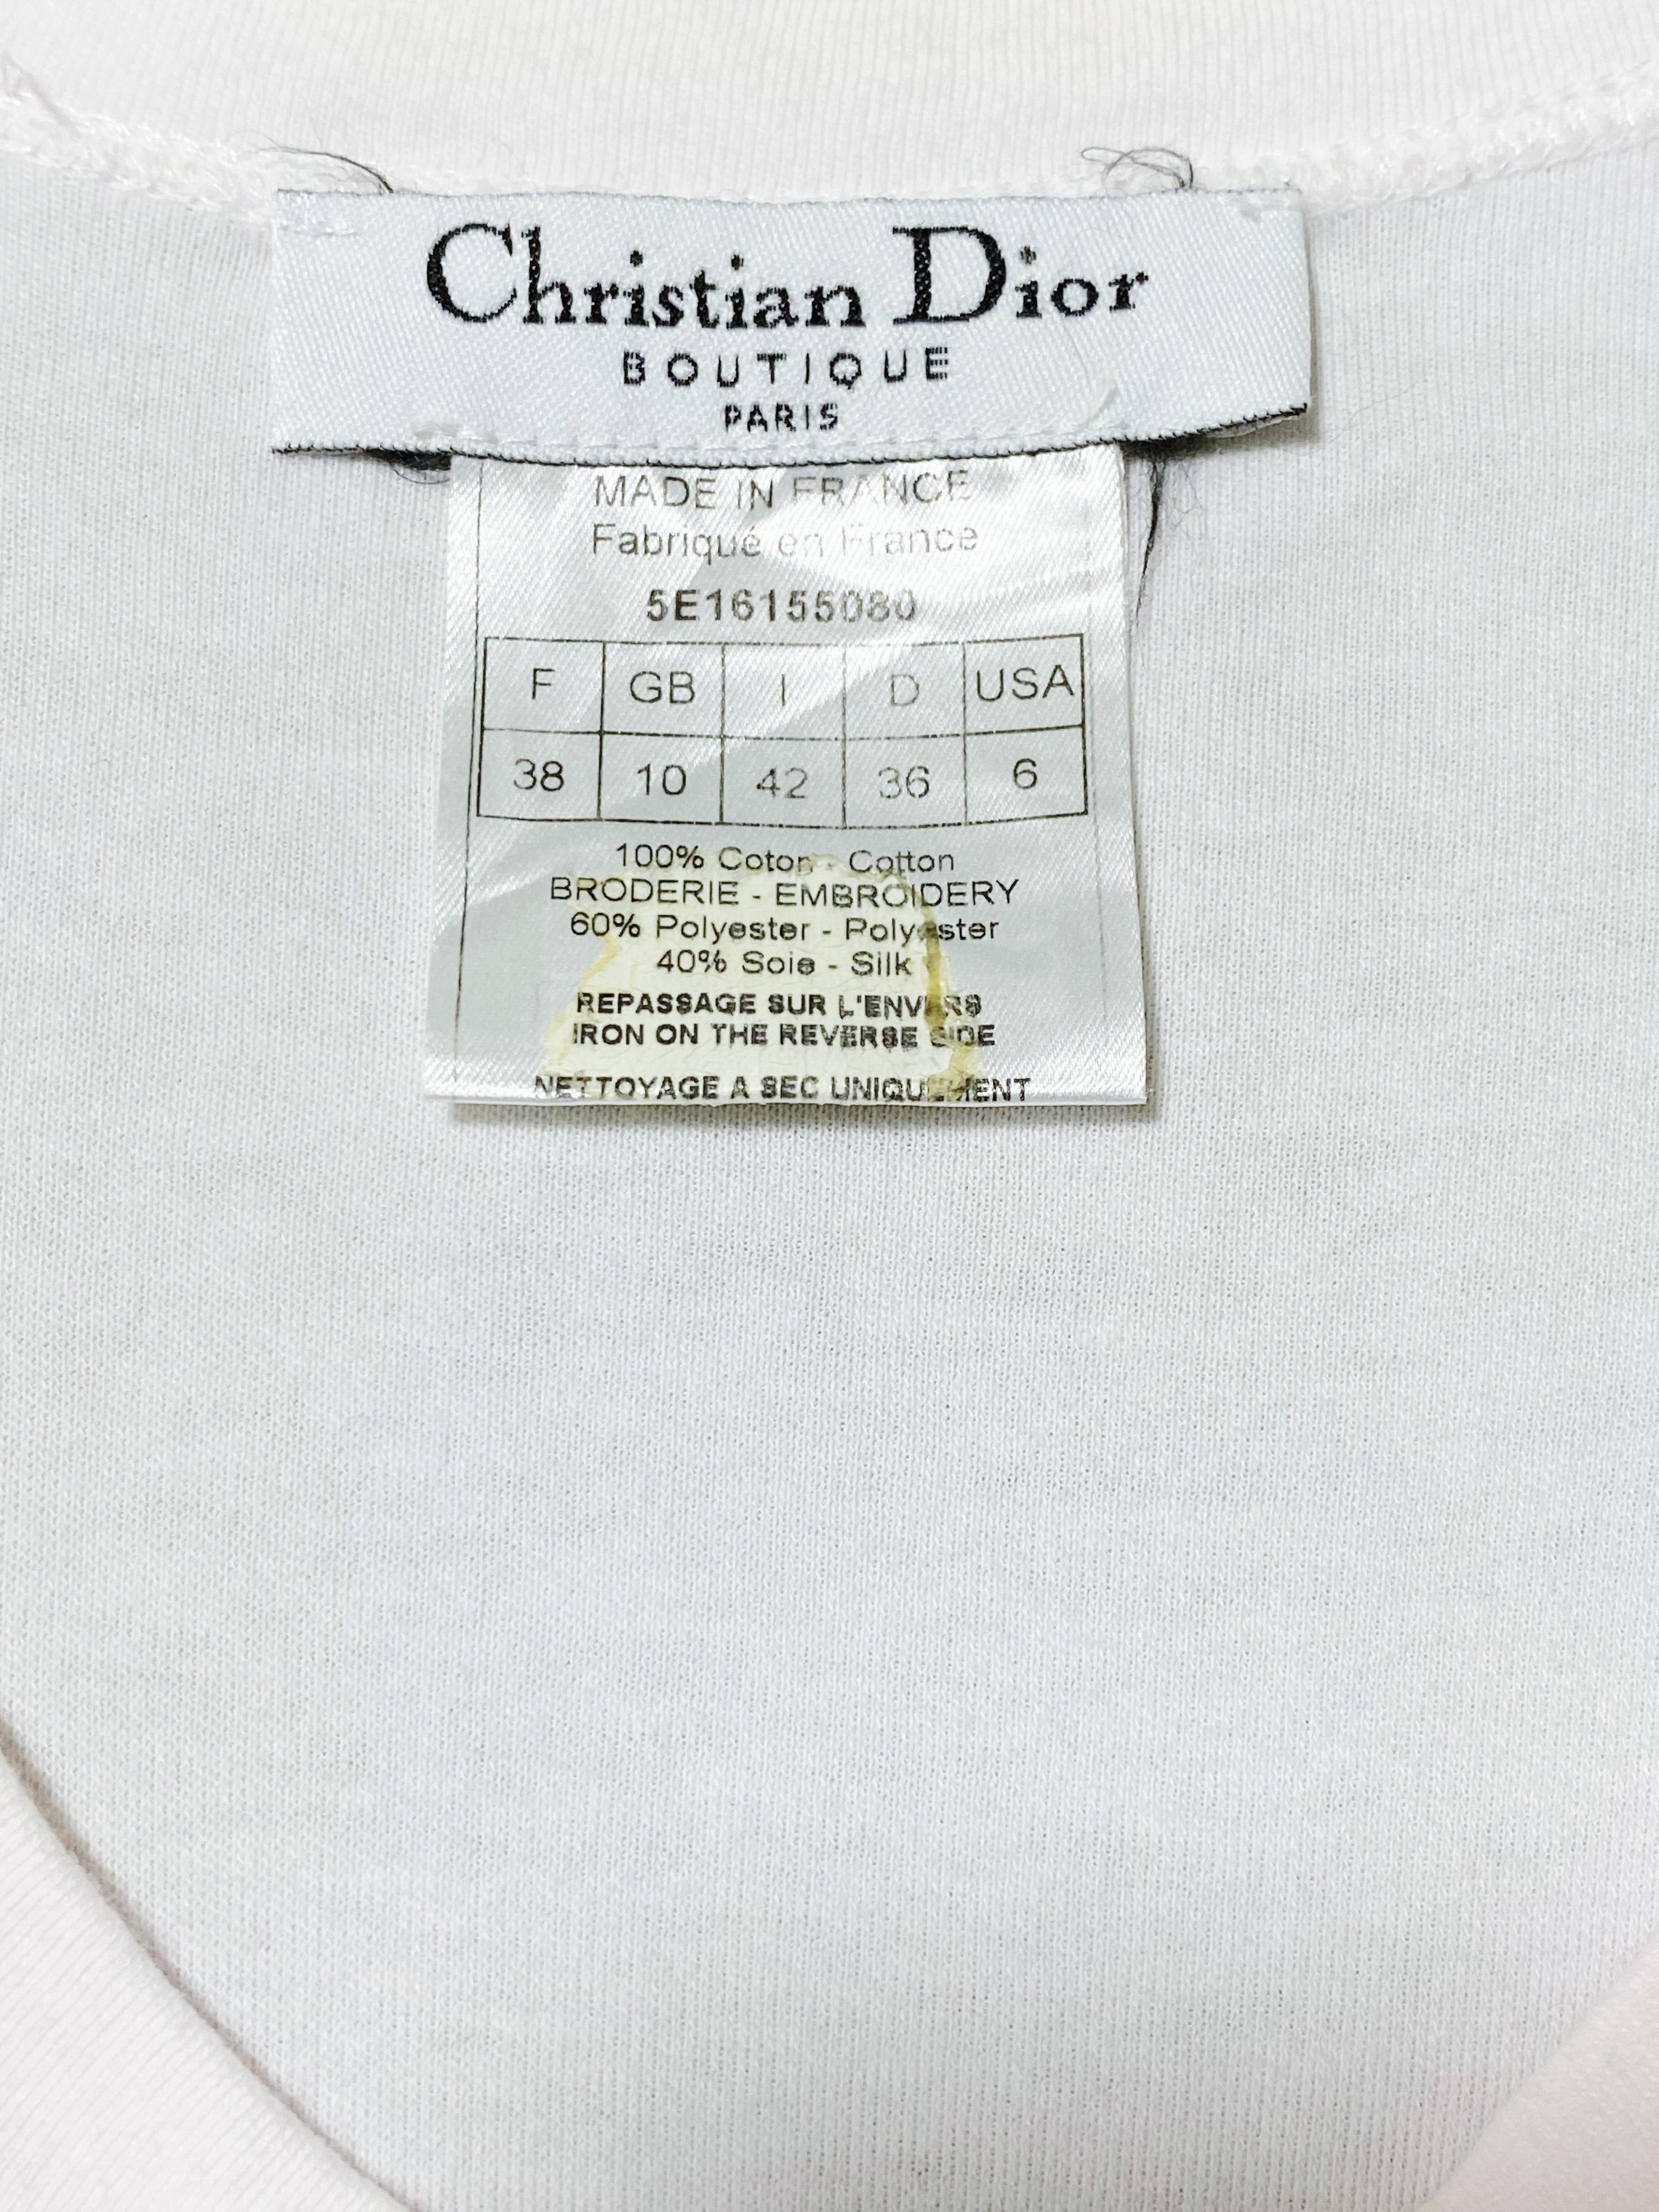 Christian Dior
BOUTIQUE
PARIS
MADE IN FRANCE
Fabriqué en France
5E16155080
F GB I D USA
38 10 42 36 6
100% Coton - Cotton
BRODERIE - EMBROIDERY
60% Polyester - Polyester
40% Soie - Silk
REPASSAGE SUR L'ENVERS
IRON ON THE REVERSE SIDE
NETTOYAGE A SEC UNIQUEMENT